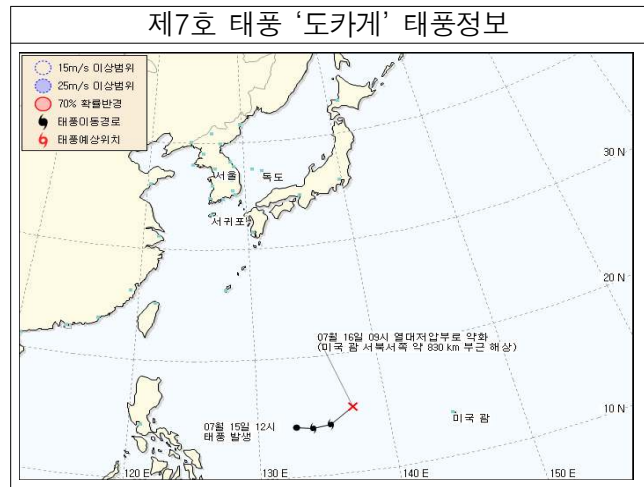 제7호 태풍 ‘도카게’ 태풍정보
15m/s 이상범위
25m/s 이상범위
70% 확률반경
태풍이동경로
태풍예상위치
서울
독도
서귀포
30 N
20 N
07월 16일 09시 열대저압부로 약화
(미국 괌 서북서쪽 약 830 km 부근 해상)
07월 15일 12시
태풍 발생
미국 괌
10 N
120 E
130 E
140 E
150 E